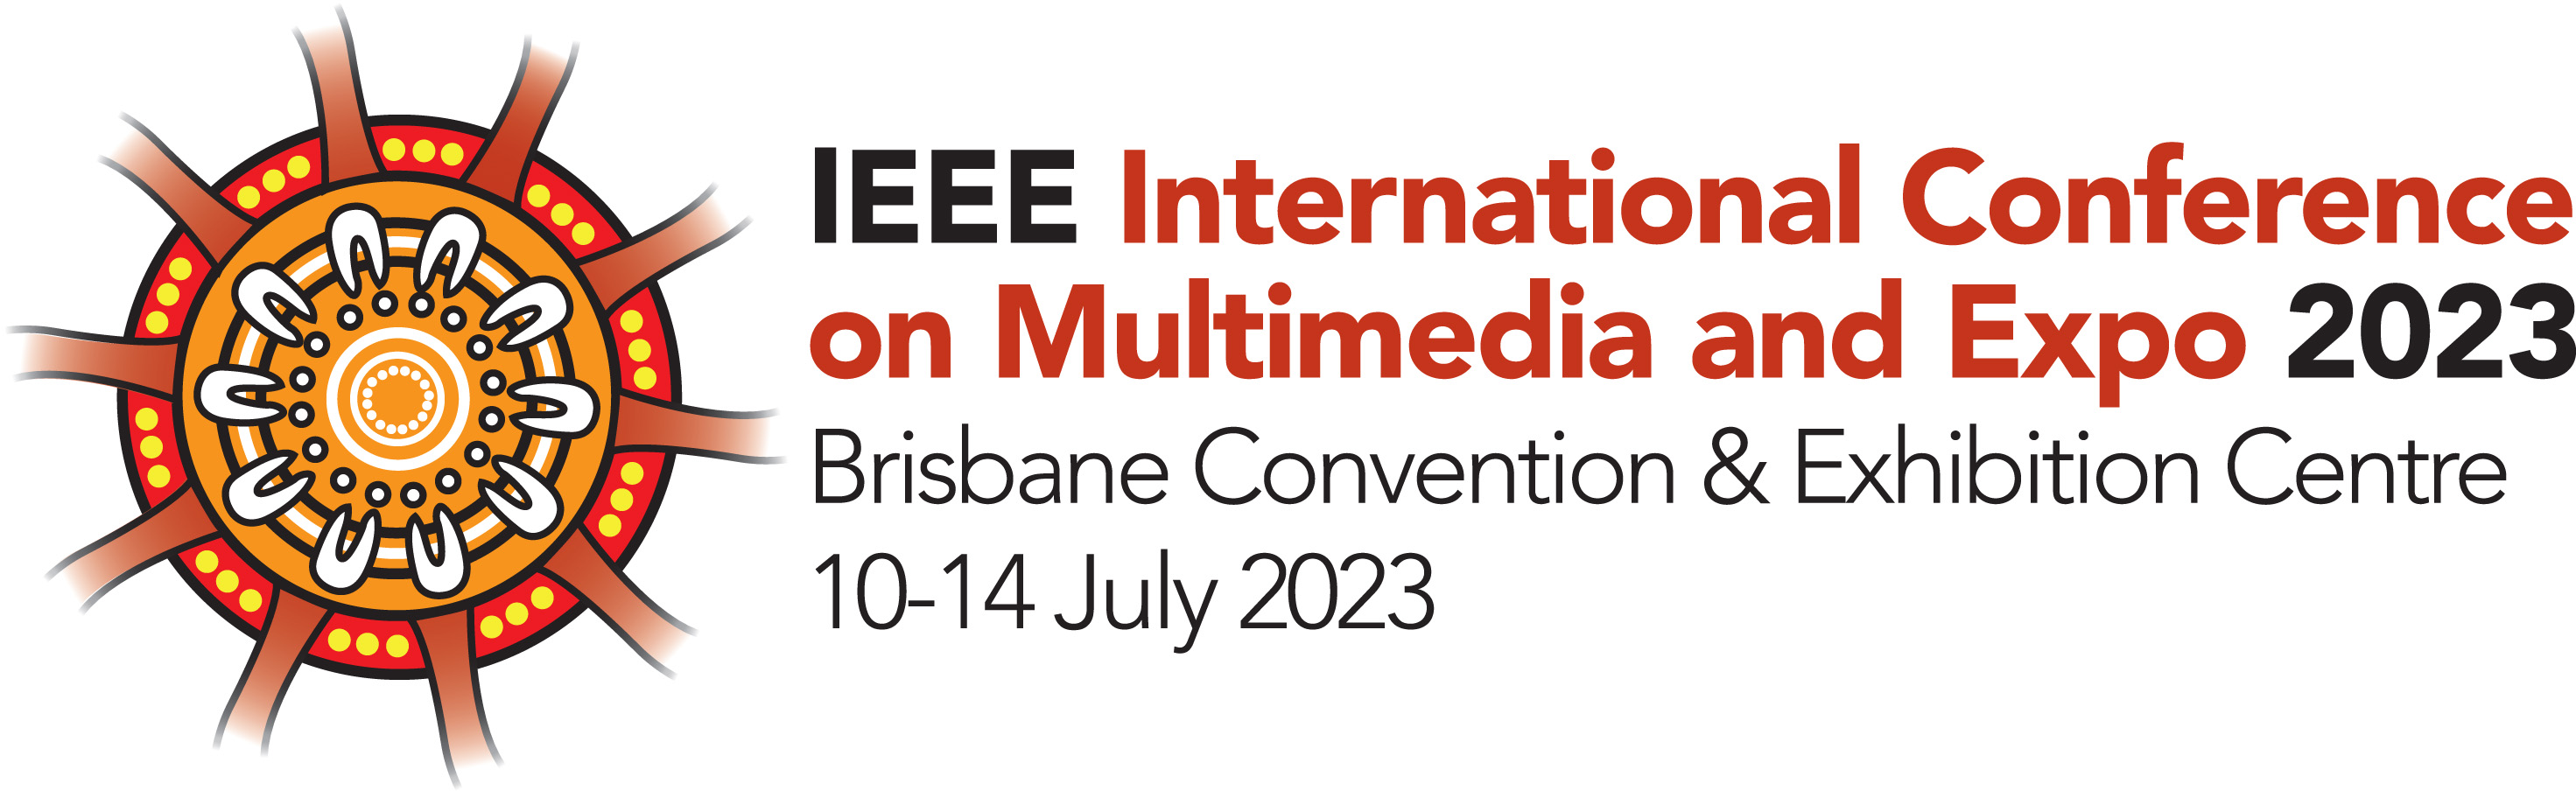 IEEE International Conference
on Multimedia and Expo 2023
Brisbane Convention & Exhibition Centre
10-14 July 2023